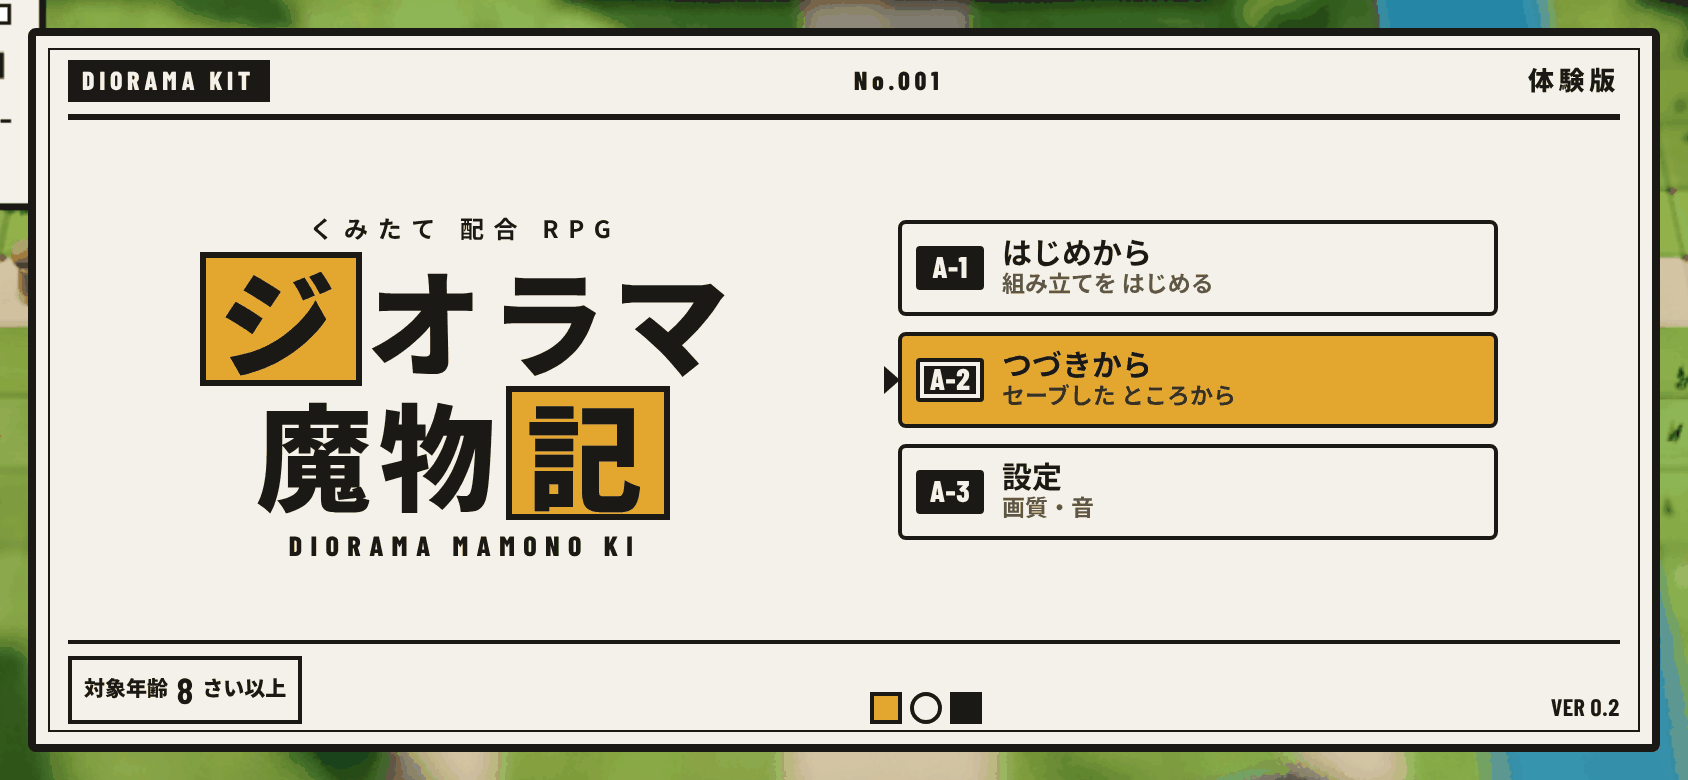 DIORAMA KIT
No.001
体験版
くみたて 配合 RPG
ジオラマ
魔物記
DIORAMA MAMONO KI
A-1 はじめから
組み立てを はじめる
A-2 つづきから
セーブした ところから
A-3 設定
画質・音
対象年齢 8 さい以上
VER 0.2